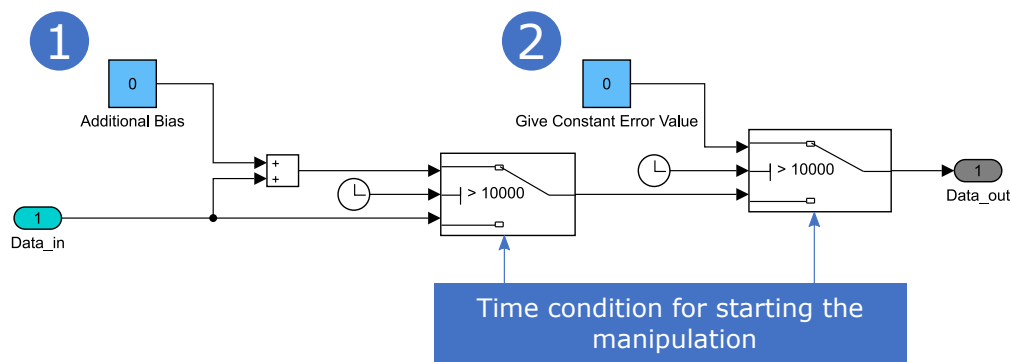 1
2
0
0
Additional Bias
Give Constant Error Value
+
+
> 10000
> 10000
1
Data_in
1
Data_out
Time condition for starting the
manipulation